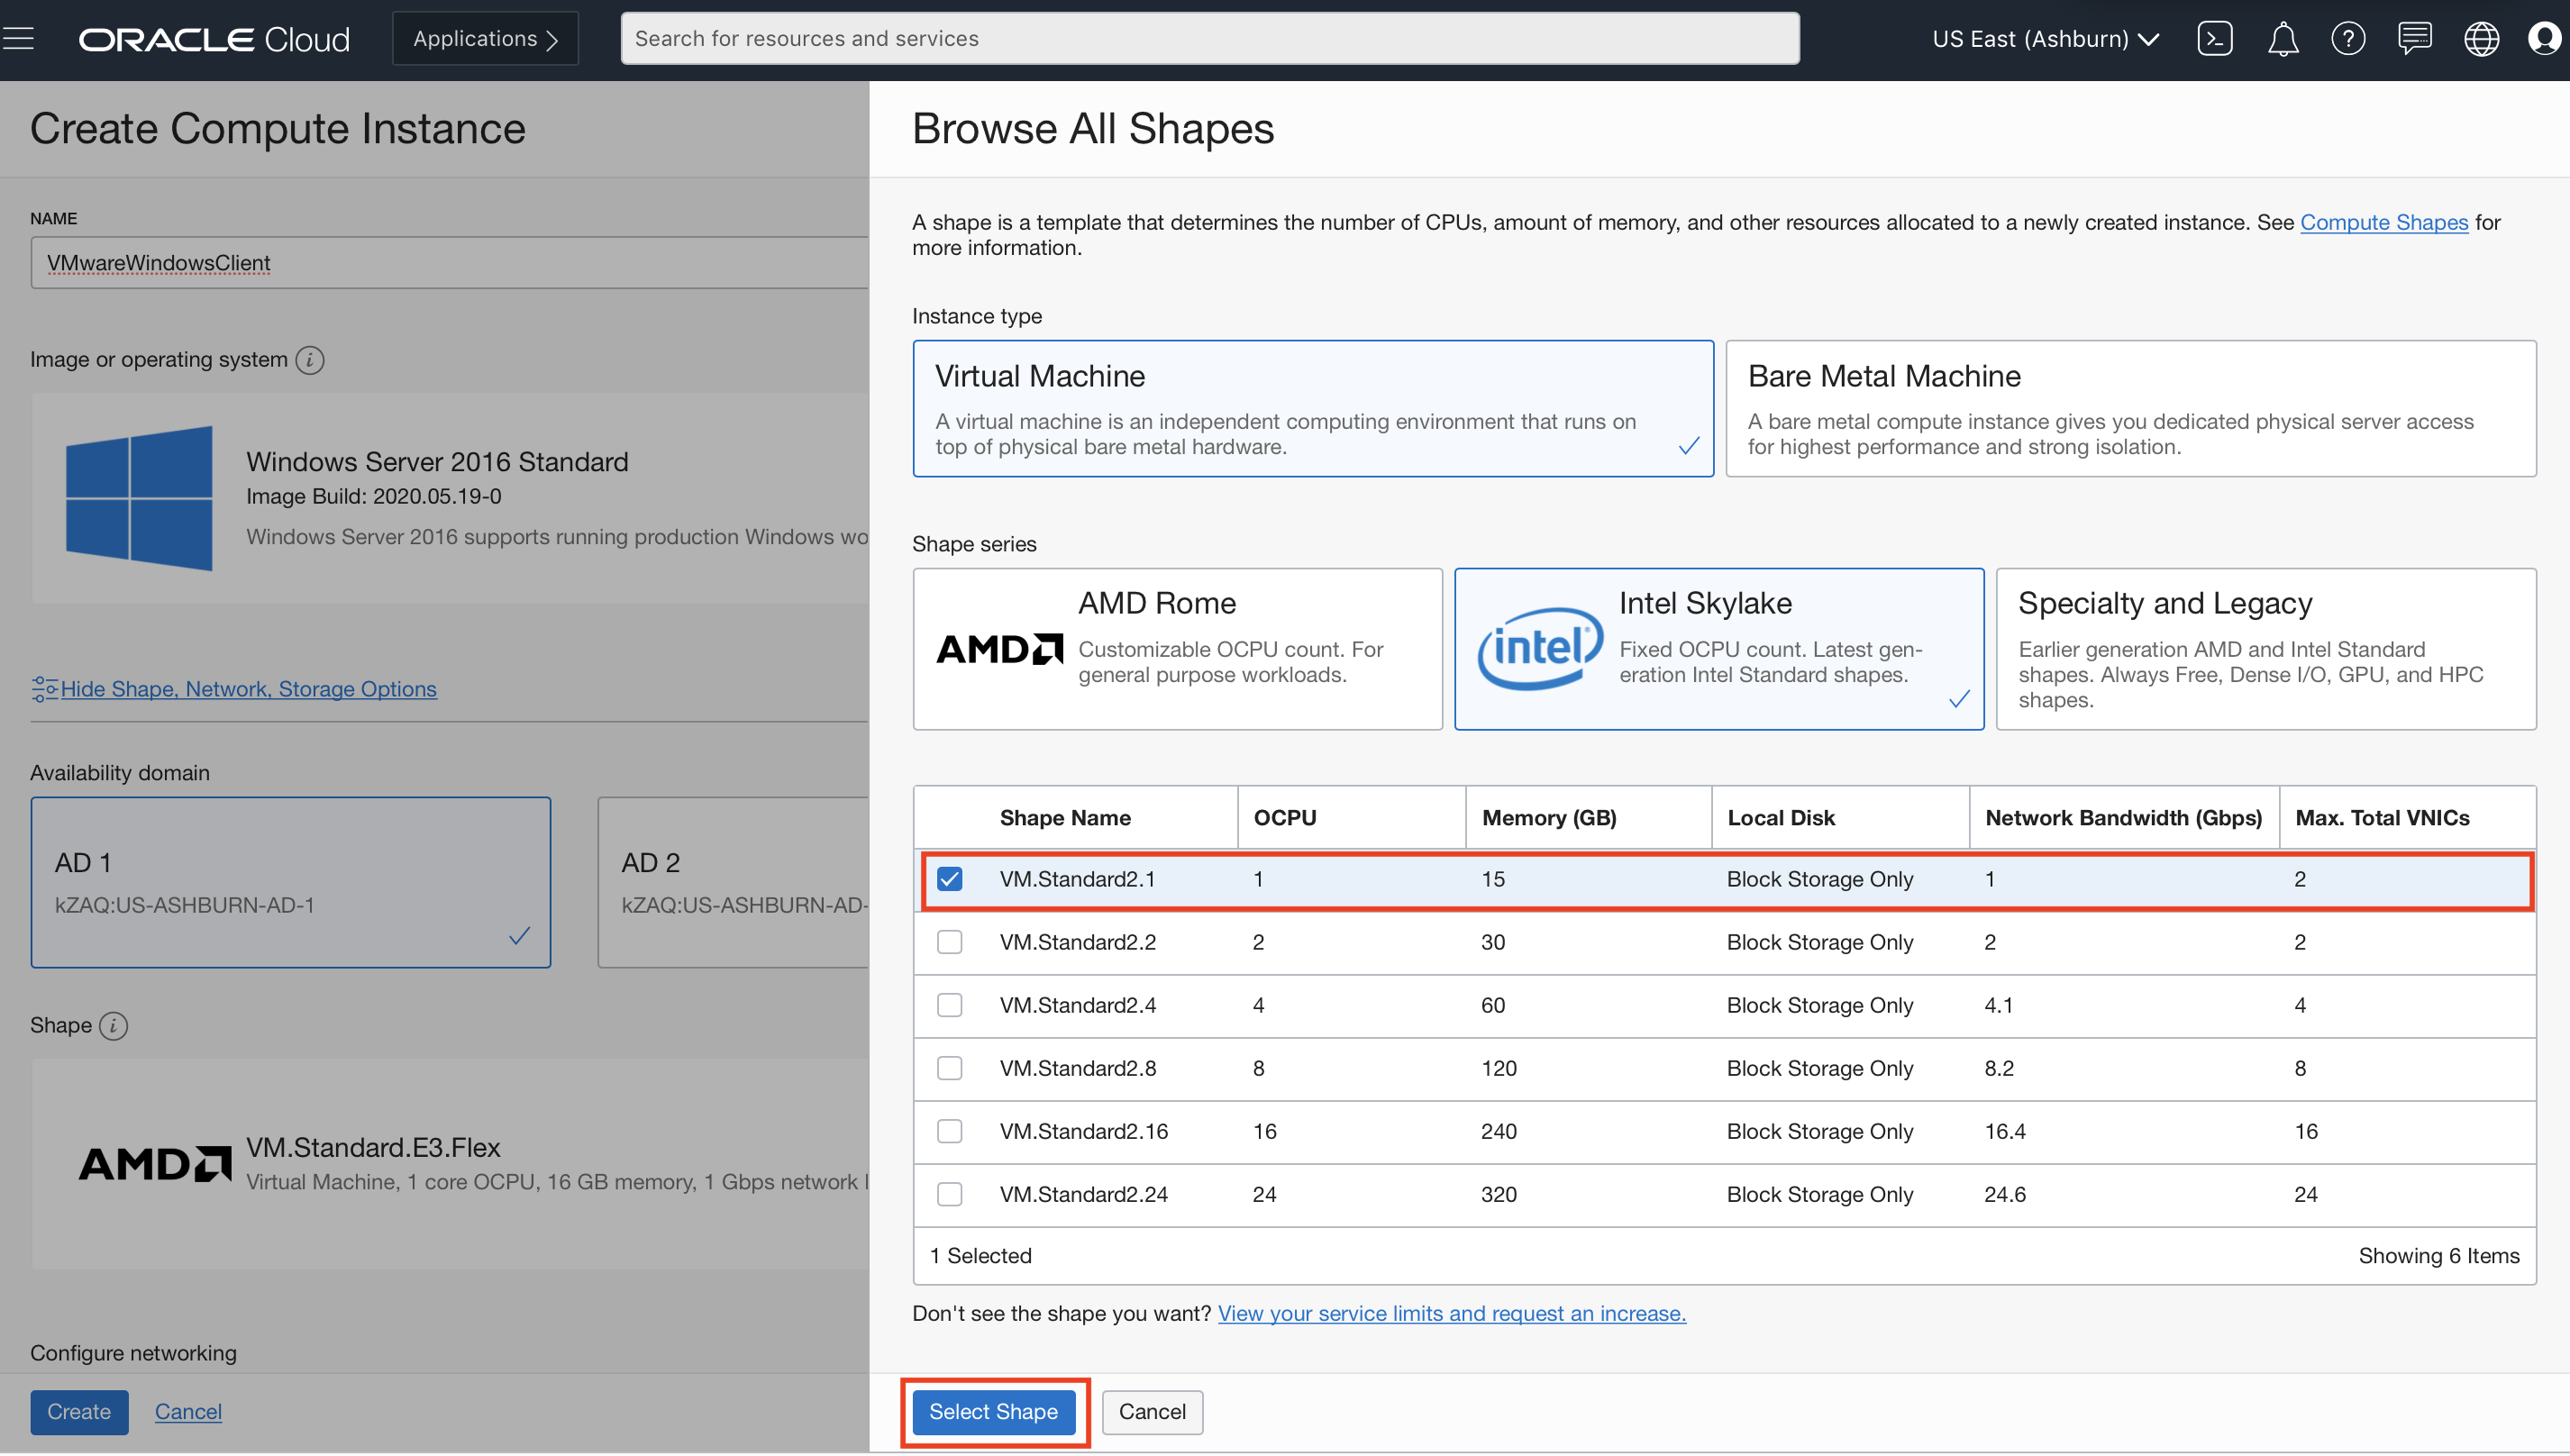 ORACLE Cloud
Applications
Search for resources and services
US East (Ashburn)
Create Compute Instance
NAME
VMwareWindowsClient
Image or operating system
Windows Server 2016 Standard
Image Build: 2020.05.19-0
Windows Server 2016 supports running production Windows wo
Hide Shape, Network, Storage Options
Availability domain
AD 1
kZAQ:US-ASHBURN-AD-1
AD 2
kZAQ:US-ASHBURN-AD-
Shape
AMD
VM.Standard.E3.Flex
Virtual Machine, 1 core OCPU, 16 GB memory, 1 Gbps network
Configure networking
Create
Cancel
Browse All Shapes
A shape is a template that determines the number of CPUs, amount of memory, and other resources allocated to a newly created instance. See Compute Shapes for
more information.
Instance type
Virtual Machine
A virtual machine is an independent computing environment that runs on
top of physical bare metal hardware.
Bare Metal Machine
A bare metal compute instance gives you dedicated physical server access
for highest performance and strong isolation.
Shape series
AMD
AMD Rome
Customizable OCPU count. For
general purpose workloads.
intel
Intel Skylake
Fixed OCPU count. Latest gen-
eration Intel Standard shapes.
Specialty and Legacy
Earlier generation AMD and Intel Standard
shapes. Always Free, Dense I/O, GPU, and HPC
shapes.
Shape Name OCPU Memory (GB) Local Disk Network Bandwidth (Gbps) Max. Total VNICs
VM.Standard2.1 1 15 Block Storage Only 1 2
VM.Standard2.2 2 30 Block Storage Only 2 2
VM.Standard2.4 4 60 Block Storage Only 4.1 4
VM.Standard2.8 8 120 Block Storage Only 8.2 8
VM.Standard2.16 16 240 Block Storage Only 16.4 16
VM.Standard2.24 24 320 Block Storage Only 24.6 24
1 Selected
Showing 6 Items
Don't see the shape you want? View your service limits and request an increase.
Select Shape
Cancel